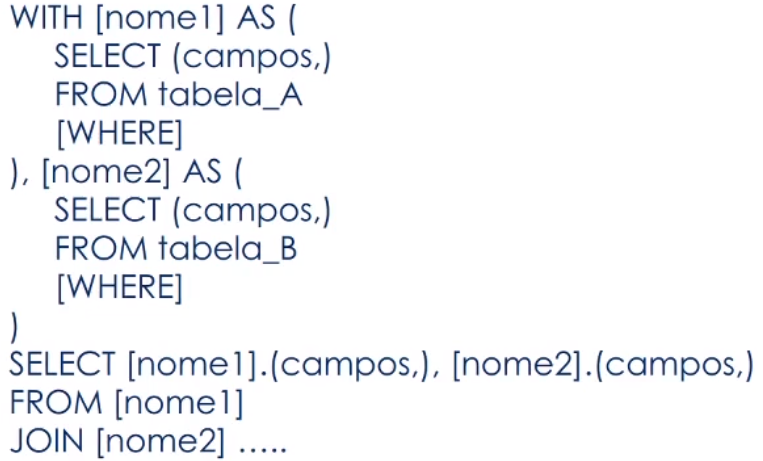 WITH [nome1] AS (
SELECT (campos,)
FROM tabela_A
[WHERE]
), [nome2] AS (
SELECT (campos,)
FROM tabela_B
[WHERE]
)
SELECT [nome1].(campos,), [nome2].(campos,)
FROM [nome1]
JOIN [nome2] .....